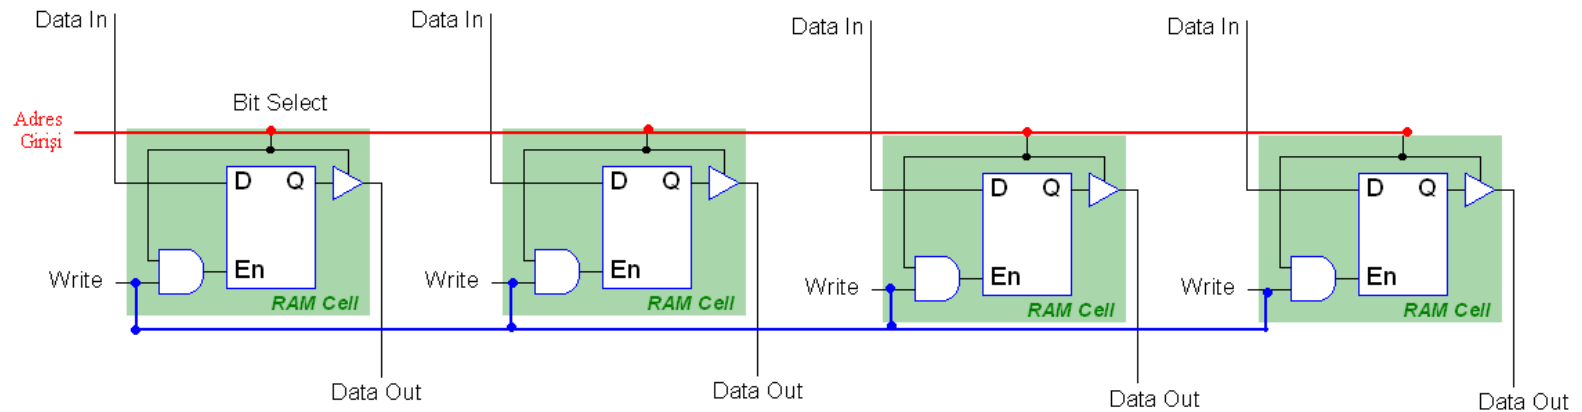 Data In
Data In
Data In
Data In
Bit Select
Adres
Girişi
D Q
D Q
D Q
D Q
En
En
En
En
Write
Write
Write
Write
RAM Cell
RAM Cell
RAM Cell
RAM Cell
Data Out
Data Out
Data Out
Data Out